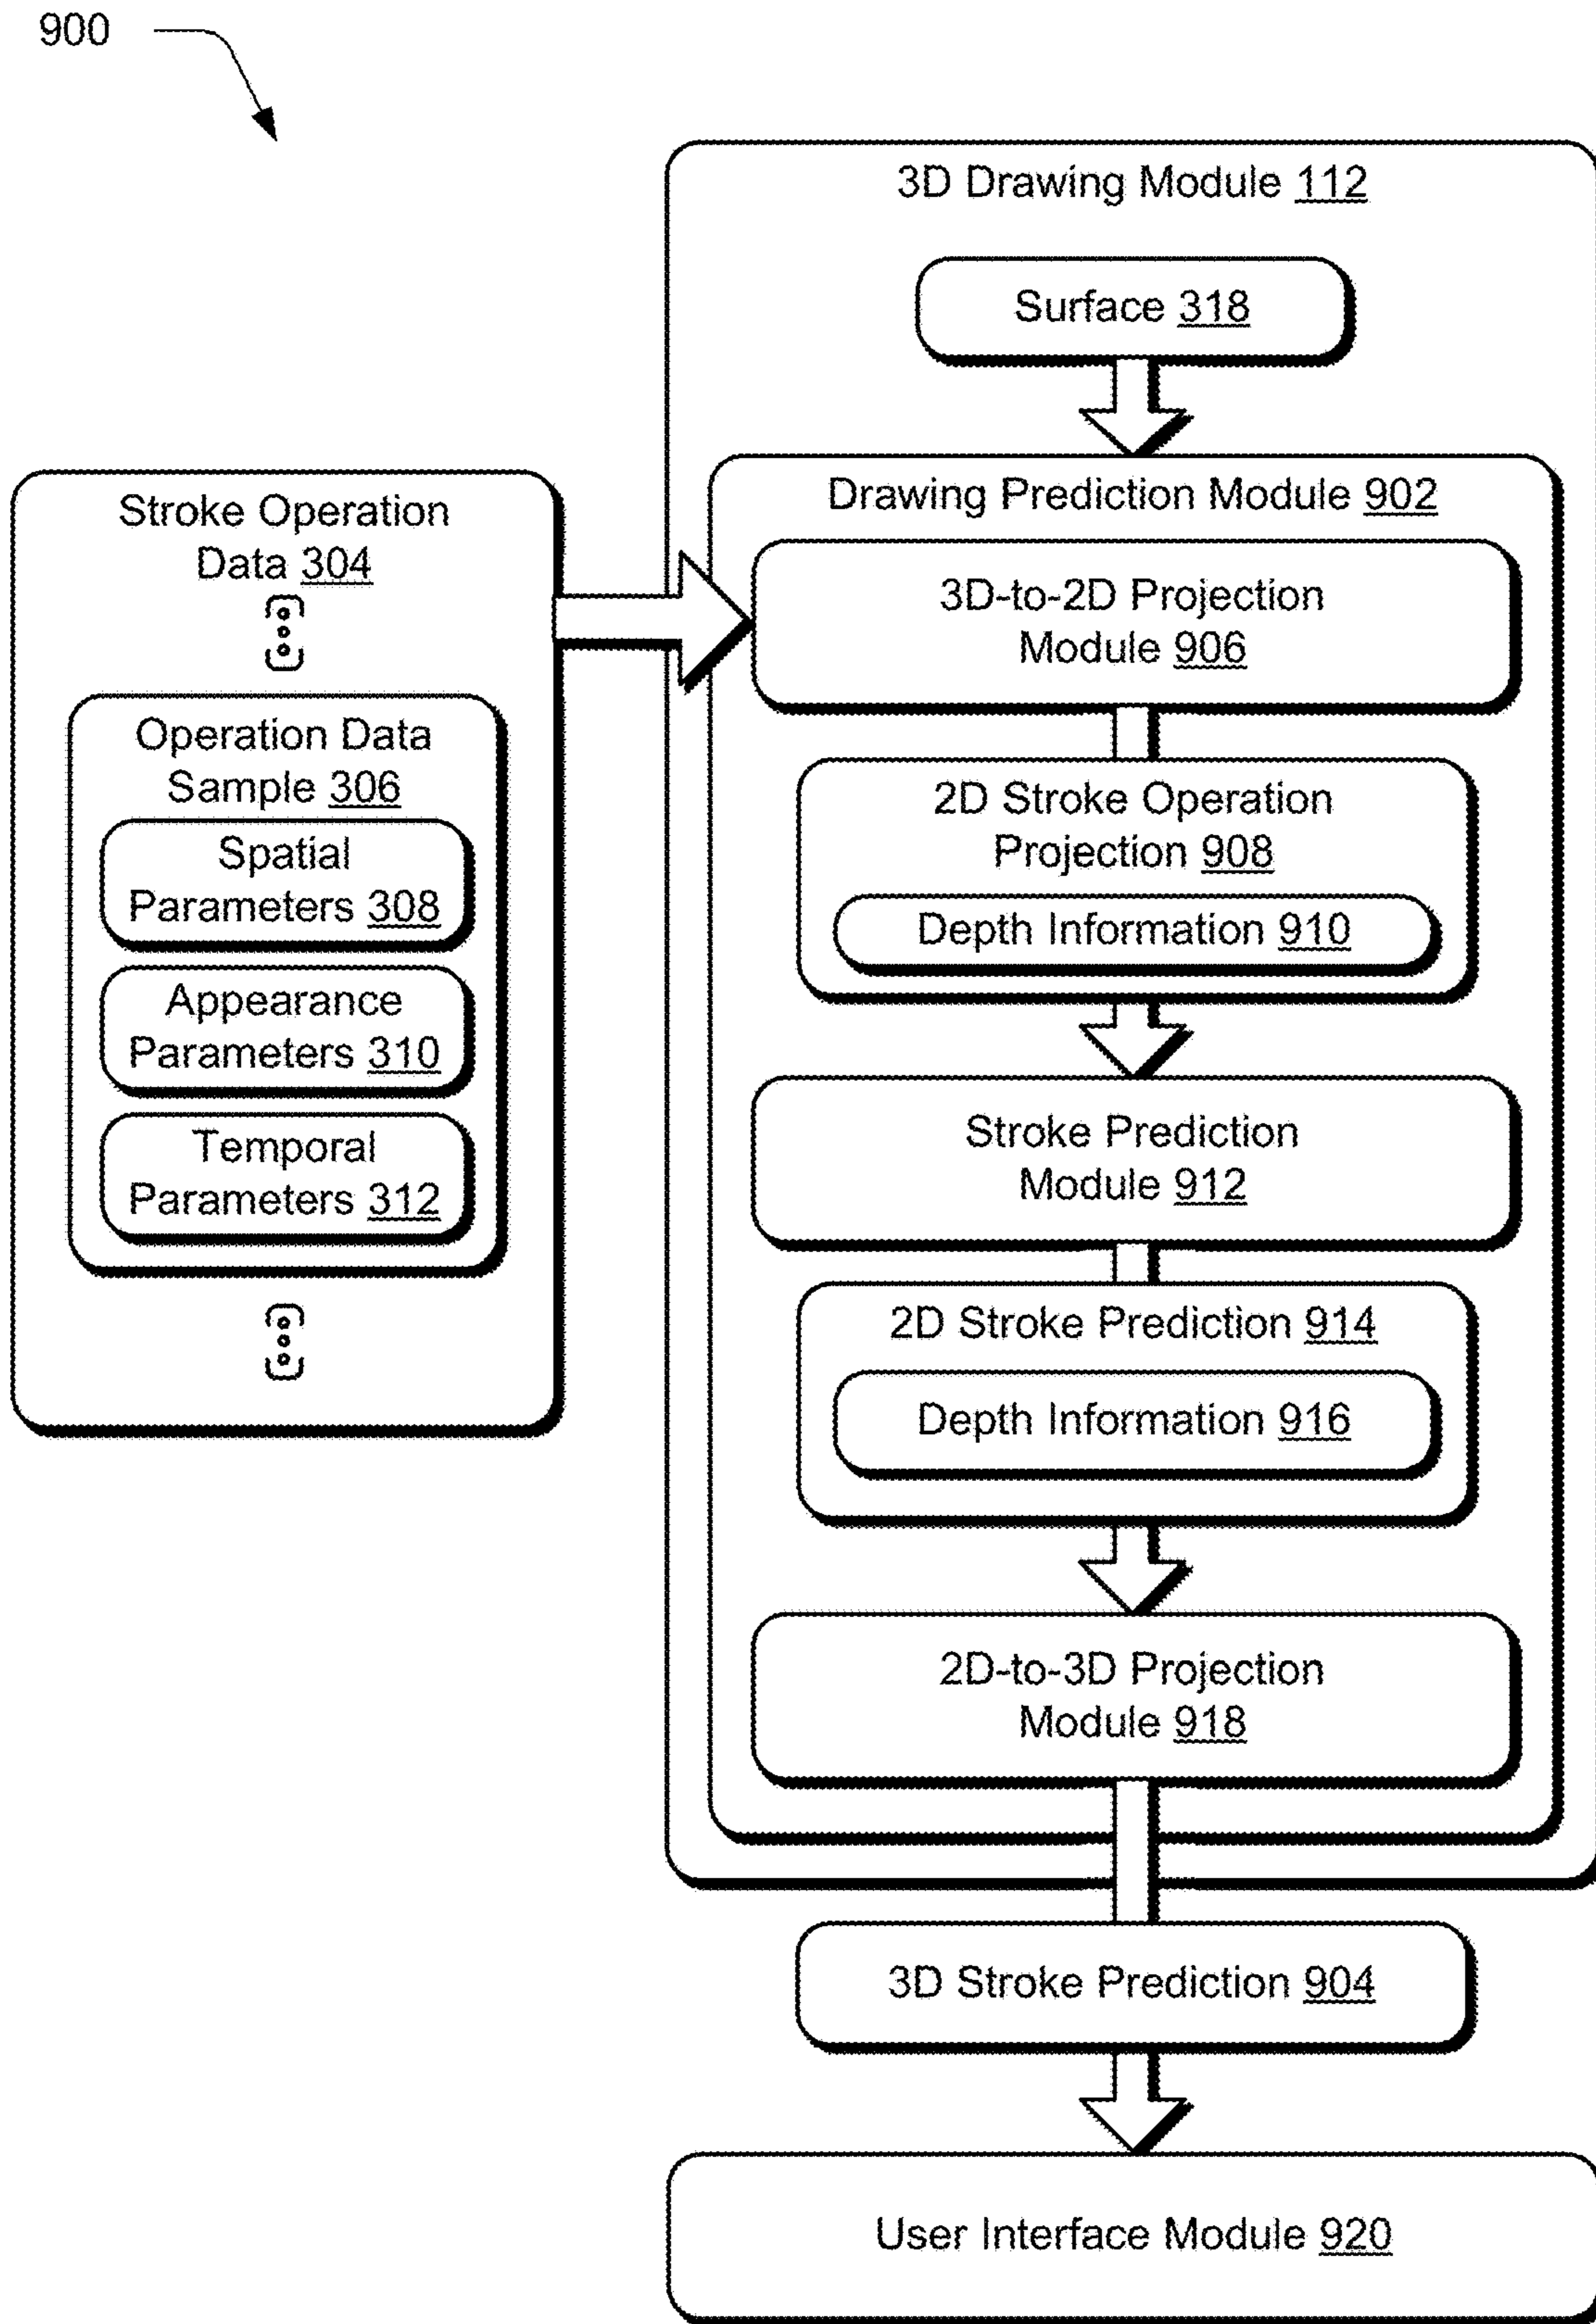 900
3D Drawing Module 112
Surface 318
Stroke Operation
Data 304
Operation Data
Sample 306
Spatial
Parameters 308
Appearance
Parameters 310
Temporal
Parameters 312
Drawing Prediction Module 902
3D-to-2D Projection
Module 906
2D Stroke Operation
Projection 908
Depth Information 910
Stroke Prediction
Module 912
2D Stroke Prediction 914
Depth Information 916
2D-to-3D Projection
Module 918
3D Stroke Prediction 904
User Interface Module 920